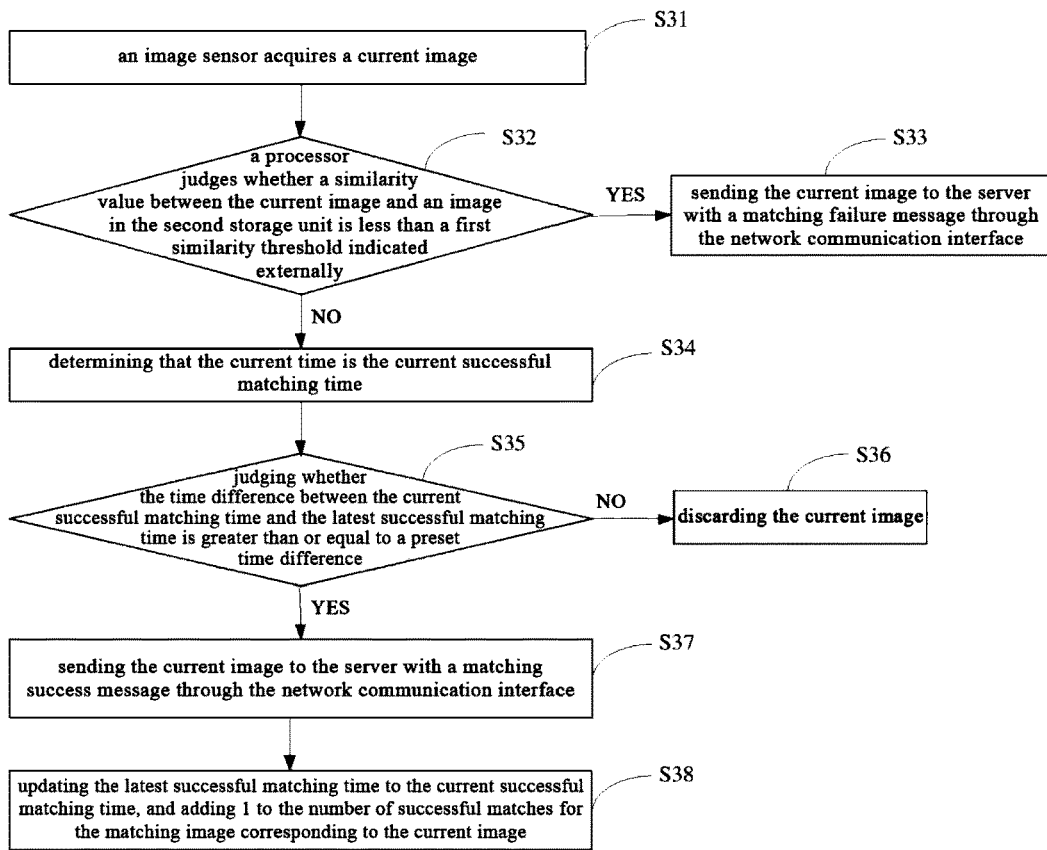 S31
an image sensor acquires a current image
S32
a processor
judges whether a similarity
value between the current image and an image
in the second storage unit is less than a first
similarity threshold indicated
externally
YES
S33
sending the current image to the server
with a matching failure message through
the network communication interface
NO
S34
determining that the current time is the current successful
matching time
S35
judging whether
the time difference between the current
successful matching time and the latest successful matching
time is greater than or equal to a preset
time difference
NO
S36
discarding the current image
YES
S37
sending the current image to the server with a matching
success message through the network communication interface
S38
updating the latest successful matching time to the current successful
matching time, and adding 1 to the number of successful matches for
the matching image corresponding to the current image